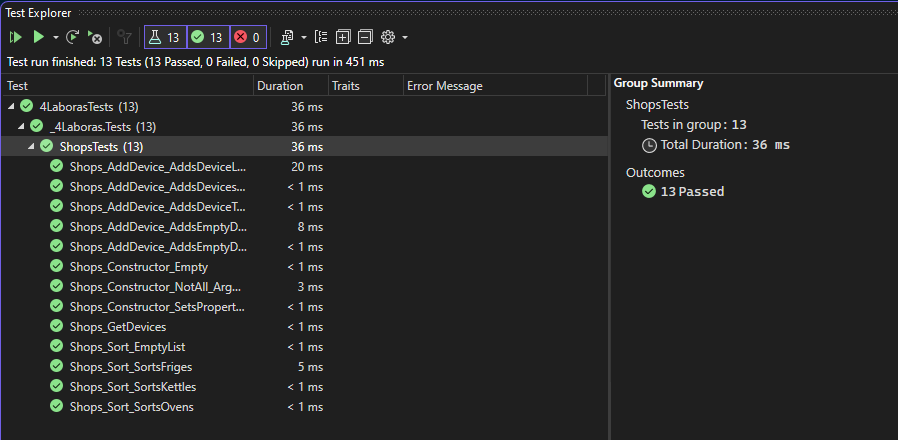 Test Explorer
13 13 0
Test run finished: 13 Tests (13 Passed, 0 Failed, 0 Skipped) run in 451 ms
Test Duration Traits Error Message
4LaborasTests (13) 36 ms
_4Laboras.Tests (13) 36 ms
ShopsTests (13) 36 ms
Shops_AddDevice_AddsDeviceL... 20 ms
Shops_AddDevice_AddsDevices... < 1 ms
Shops_AddDevice_AddsDeviceT... < 1 ms
Shops_AddDevice_AddsEmptyD... 8 ms
Shops_AddDevice_AddsEmptyD... < 1 ms
Shops_Constructor_Empty < 1 ms
Shops_Constructor_NotAll_Arg... 3 ms
Shops_Constructor_SetsPropert... < 1 ms
Shops_GetDevices < 1 ms
Shops_Sort_EmptyList < 1 ms
Shops_Sort_SortsFriges 5 ms
Shops_Sort_SortsKettles < 1 ms
Shops_Sort_SortsOvens < 1 ms
Group Summary
ShopsTests
Tests in group: 13
Total Duration: 36 ms
Outcomes
13 Passed